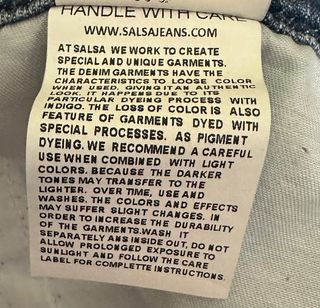 HANDLE WITH CARE
WWW.SALSAJEANS.COM
AT SALSA WE WORK TO CREATE
SPECIAL AND UNIQUE GARMENTS.
THE DENIM GARMENTS HAVE THE
CHARACTERISTICS TO LOOSE COLOR
WHEN USED, GIVING IT AN AUTHENTIC
LOOK. IT HAPPENS DUE TO ITS
PARTICULAR DYEING PROCESS WITH
INDIGO. THE LOSS OF COLOR IS ALSO
FEATURE OF GARMENTS DYED WITH
SPECIAL PROCESSES. AS PIGMENT
DYEING. WE RECOMMEND A CAREFUL
USE WHEN COMBINED WITH LIGHT
COLORS. BECAUSE THE DARKER
TONES MAY TRANSFER TO THE
LIGHTER. OVER TIME, USE AND
WASHES. THE COLORS AND EFFECTS
MAY SUFFER SLIGHT CHANGES. IN
ORDER TO INCREASE THE DURABILITY
OF THE GARMENTS.WASH IT
SEPARATELY ANS INSIDE OUT, DO NOT
ALLOW PROLONGED EXPOSURE TO
SUNLIGHT AND FOLLOW THE CARE
LABEL FOR COMPLETTE INSTRUCTIONS.